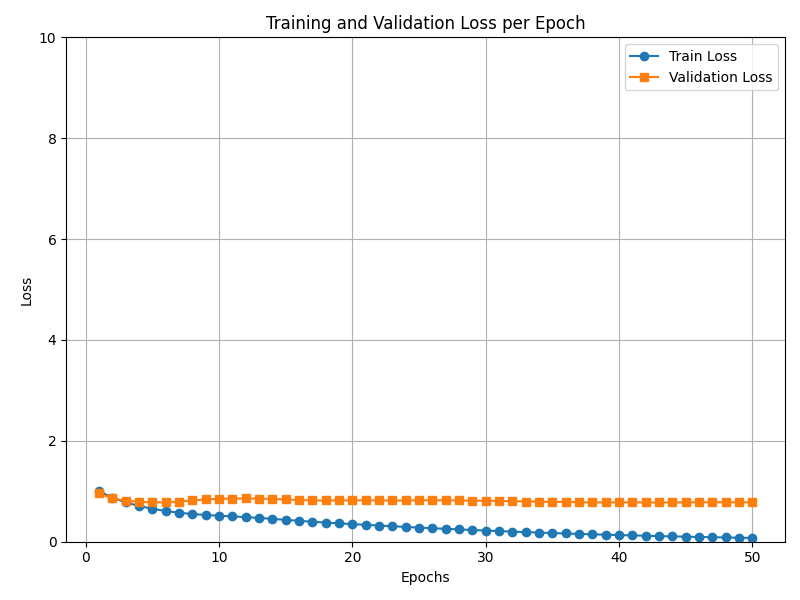 Training and Validation Loss per Epoch
Train Loss
Validation Loss
Loss
10
8
6
4
2
0
0 10 20 30 40 50
Epochs